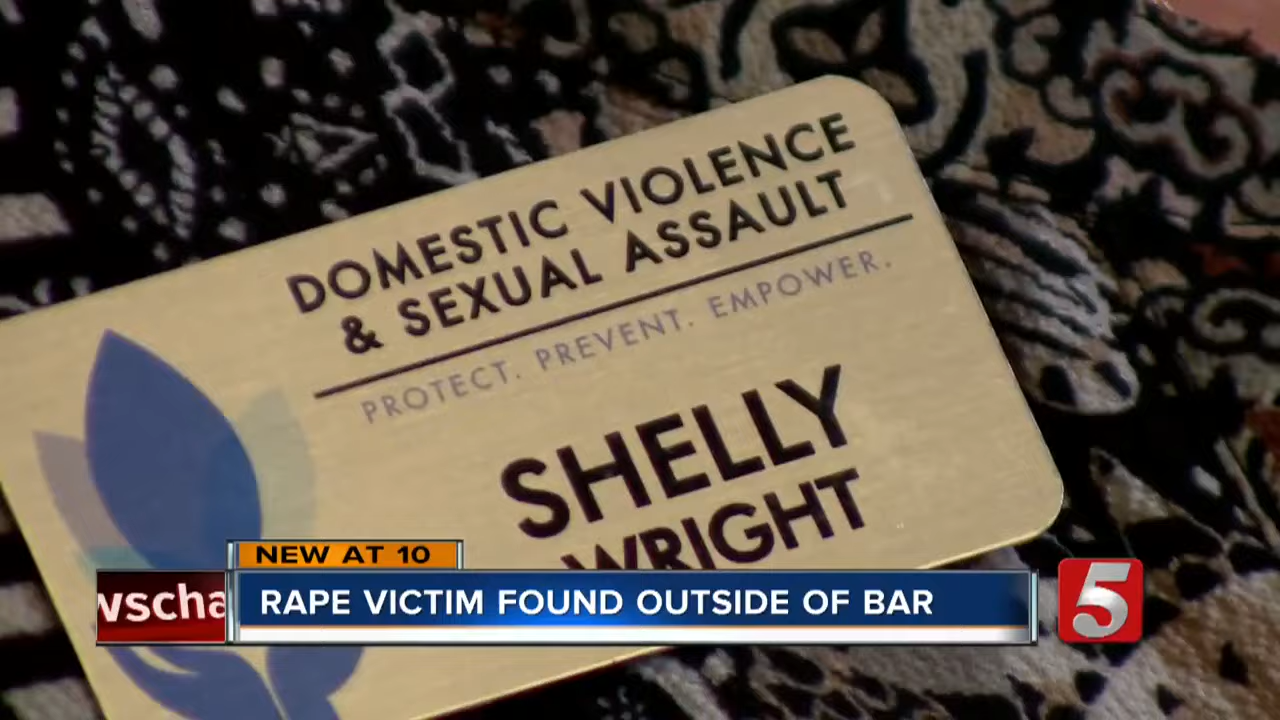 DOMESTIC VIOLENCE
& SEXUAL ASSAULT
PROTECT. PREVENT. EMPOWER.
SHELLY
WRIGHT
NEW AT 10
wscha
RAPE VICTIM FOUND OUTSIDE OF BAR
5